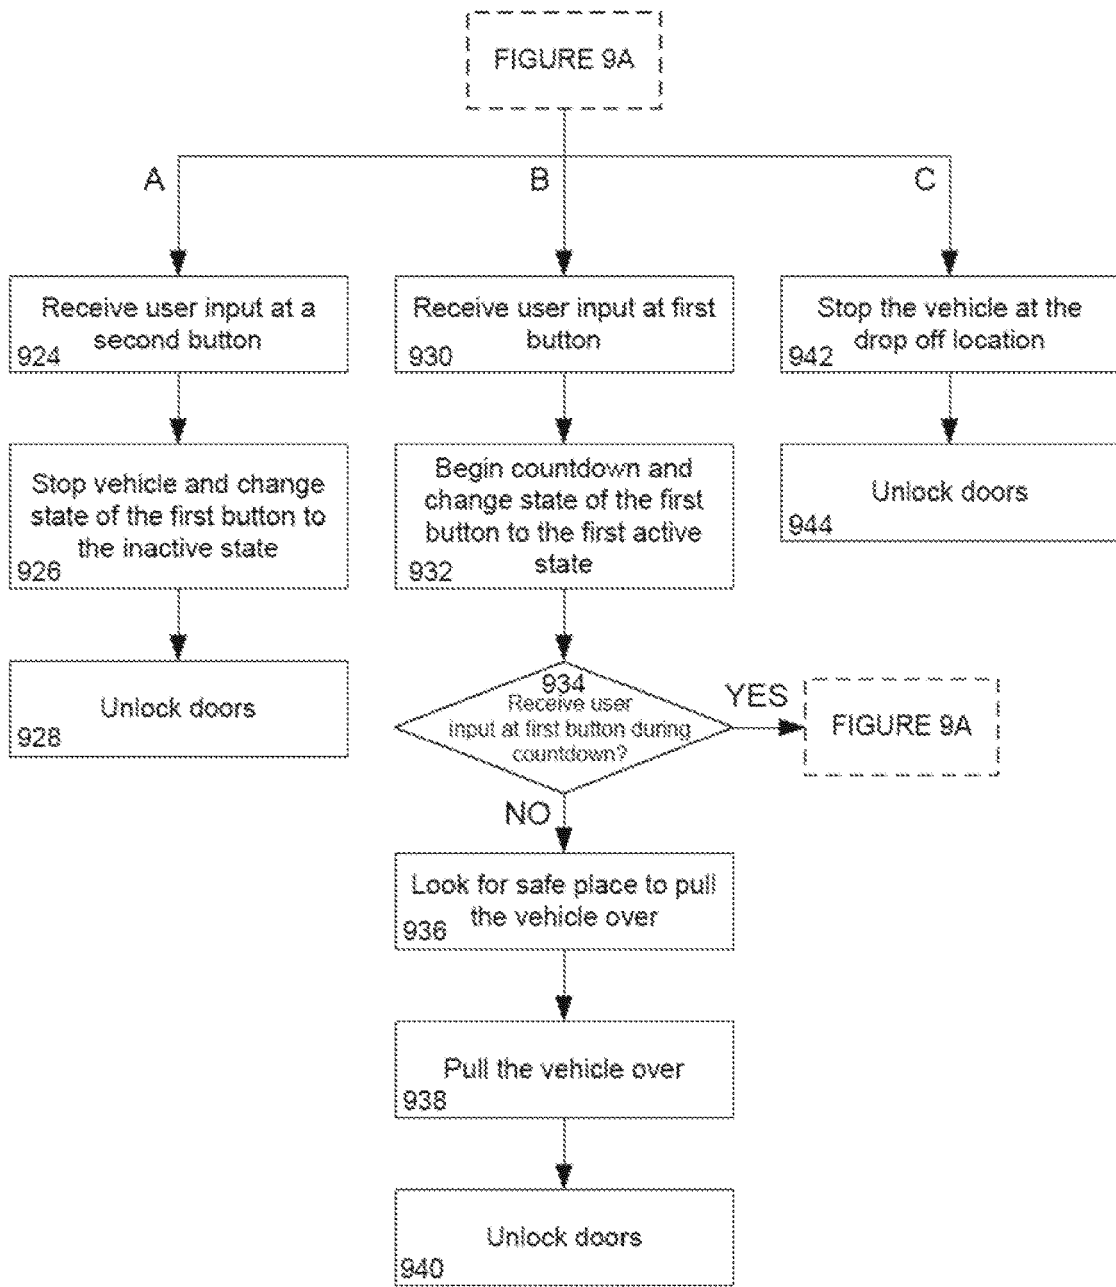 FIGURE 9A
A
B
C
Receive user input at a
second button
924
Receive user input at first
button
930
Stop the vehicle at the
drop off location
942
Stop vehicle and change
state of the first button to
the inactive state
926
Begin countdown and
change state of the first
button to the first active
state
932
Unlock doors
944
Unlock doors
928
934
Receive user
input at first button during
countdown?
YES
FIGURE 9A
NO
Look for safe place to pull
the vehicle over
936
Pull the vehicle over
938
Unlock doors
940